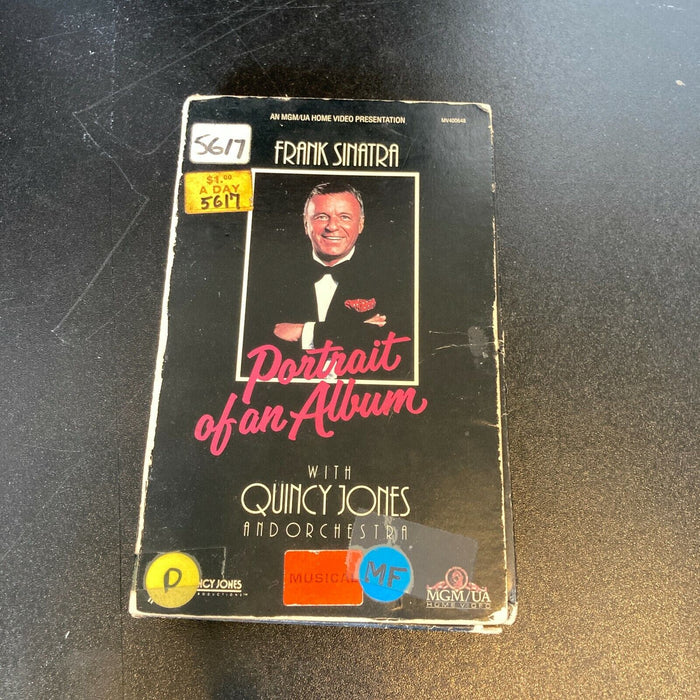 AN MGM/UA HOME VIDEO PRESENTATION
MV400648
5617
FRANK SINATRA
$1.00
A DAY
5617
Portrait
of an Album
WITH
QUINCY JONES
AND ORCHESTRA
D
NCY JONES
MUSICAL
MF
MGM/UA
HOME VIDEO